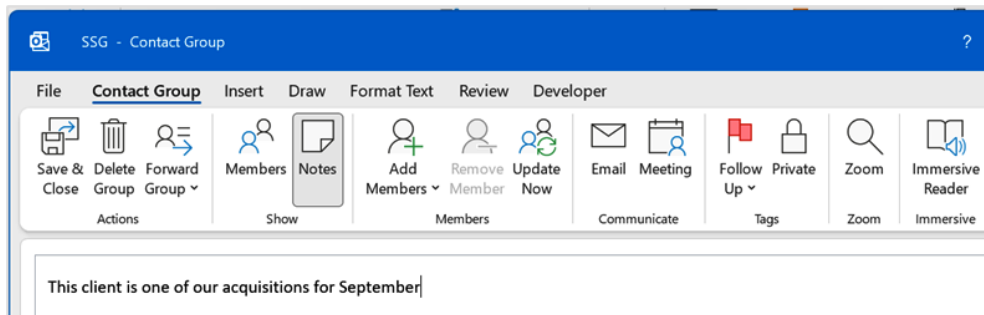 SSG - Contact Group ?
File Contact Group Insert Draw Format Text Review Developer
Save & Delete Forward Members Notes Add Remove Update Email Meeting Follow Private Zoom Immersive
Close Group Group Members Member Now Up Reader
Actions Show Members Communicate Tags Zoom Immersive
This client is one of our acquisitions for September